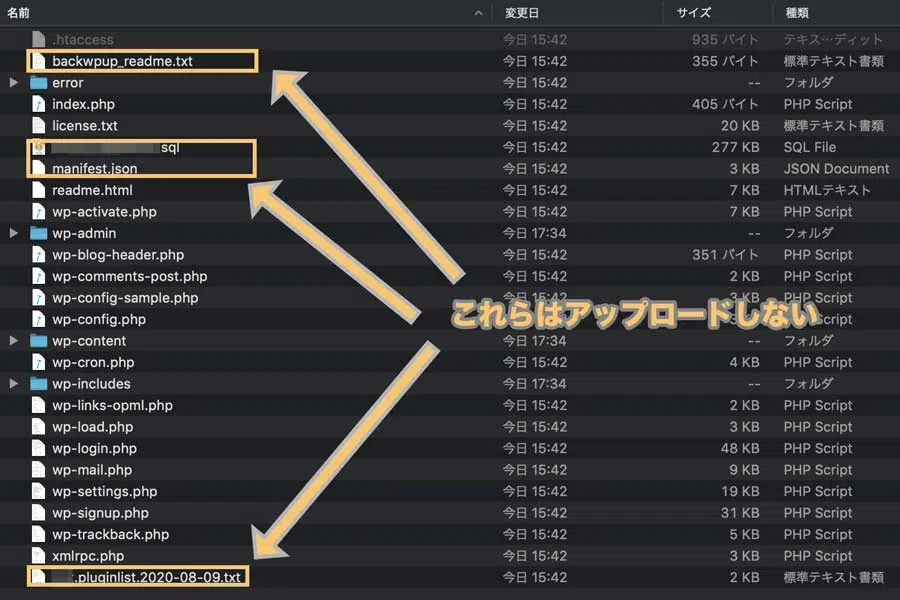 名前 変更日 サイズ 種類
.htaccess 今日 15:42 935 バイト テキス…ディット
backwpup_readme.txt 今日 15:42 355 バイト 標準テキスト書類
error 今日 15:42 -- フォルダ
index.php 今日 15:42 405 バイト PHP Script
license.txt 今日 15:42 20 KB 標準テキスト書類
sql 今日 15:42 277 KB SQL File
manifest.json 今日 15:42 3 KB JSON Document
readme.html 今日 15:42 7 KB HTMLテキスト
wp-activate.php 今日 15:42 7 KB PHP Script
wp-admin 今日 17:34 -- フォルダ
wp-blog-header.php 今日 15:42 351 バイト PHP Script
wp-comments-post.php 今日 15:42 2 KB PHP Script
wp-config-sample.php 今日 15:42 3 KB PHP Script
これらはアップロードしない
wp-config.php PHP Script
wp-content 今日 17:34 -- フォルダ
wp-cron.php 今日 15:42 4 KB PHP Script
wp-includes 今日 17:34 -- フォルダ
wp-links-opml.php 今日 15:42 2 KB PHP Script
wp-load.php 今日 15:42 3 KB PHP Script
wp-login.php 今日 15:42 48 KB PHP Script
wp-mail.php 今日 15:42 9 KB PHP Script
wp-settings.php 今日 15:42 19 KB PHP Script
wp-signup.php 今日 15:42 31 KB PHP Script
wp-trackback.php 今日 15:42 5 KB PHP Script
xmlrpc.php 今日 15:42 3 KB PHP Script
.pluginlist.2020-08-09.txt 今日 15:42 2 KB 標準テキスト書類